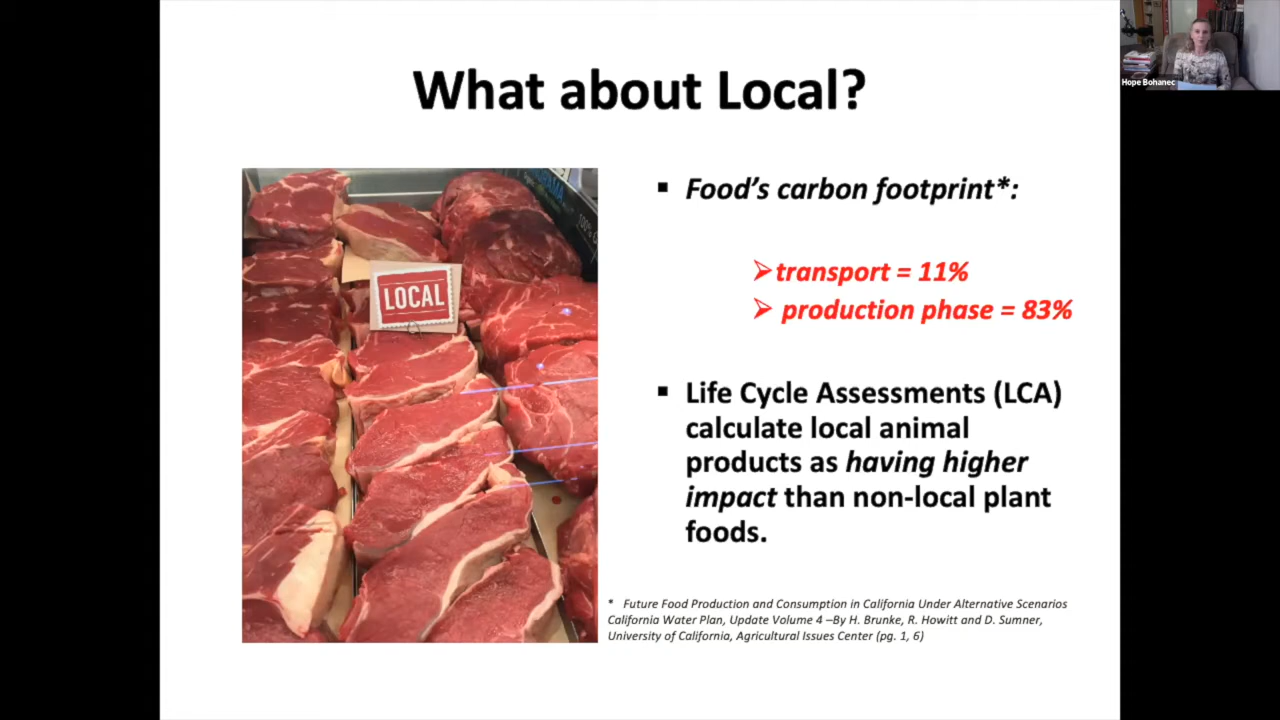 What about Local?
Hope Bohanec
LOCAL
100%
▪ Food's carbon footprint*:
➢transport = 11%
➢ production phase = 83%
▪ Life Cycle Assessments (LCA)
calculate local animal
products as having higher
impact than non-local plant
foods.
* Future Food Production and Consumption in California Under Alternative Scenarios
California Water Plan, Update Volume 4 –By H. Brunke, R. Howitt and D. Sumner,
University of California, Agricultural Issues Center (pg. 1, 6)